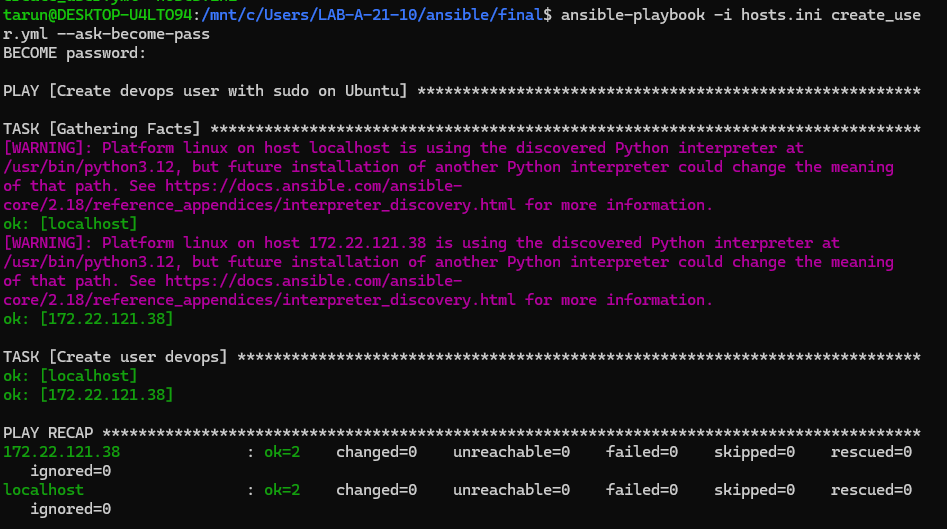 tarun@DESKTOP-U4LTO94:/mnt/c/Users/LAB-A-21-10/ansible/final$ ansible-playbook -i hosts.ini create_use
r.yml --ask-become-pass
BECOME password:
PLAY [Create devops user with sudo on Ubuntu] ********************************************************
TASK [Gathering Facts] *******************************************************************************
[WARNING]: Platform linux on host localhost is using the discovered Python interpreter at
/usr/bin/python3.12, but future installation of another Python interpreter could change the meaning
of that path. See https://docs.ansible.com/ansible-
core/2.18/reference_appendices/interpreter_discovery.html for more information.
ok: [localhost]
[WARNING]: Platform linux on host 172.22.121.38 is using the discovered Python interpreter at
/usr/bin/python3.12, but future installation of another Python interpreter could change the meaning
of that path. See https://docs.ansible.com/ansible-
core/2.18/reference_appendices/interpreter_discovery.html for more information.
ok: [172.22.121.38]
TASK [Create user devops] ****************************************************************************
ok: [localhost]
ok: [172.22.121.38]
PLAY RECAP *******************************************************************************************
172.22.121.38 : ok=2 changed=0 unreachable=0 failed=0 skipped=0 rescued=0
ignored=0
localhost : ok=2 changed=0 unreachable=0 failed=0 skipped=0 rescued=0
ignored=0